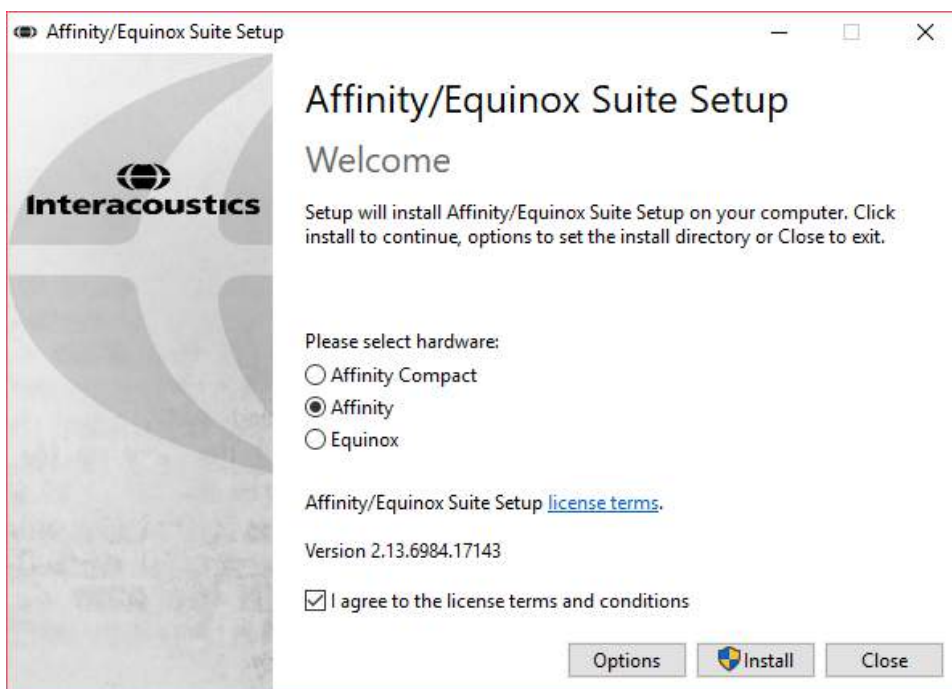 Affinity/Equinox Suite Setup
Affinity/Equinox Suite Setup
Welcome
Interacoustics
Setup will install Affinity/Equinox Suite Setup on your computer. Click
install to continue, options to set the install directory or Close to exit.
Please select hardware:
Affinity Compact
Affinity
Equinox
Affinity/Equinox Suite Setup license terms.
Version 2.13.6984.17143
I agree to the license terms and conditions
Options Install Close